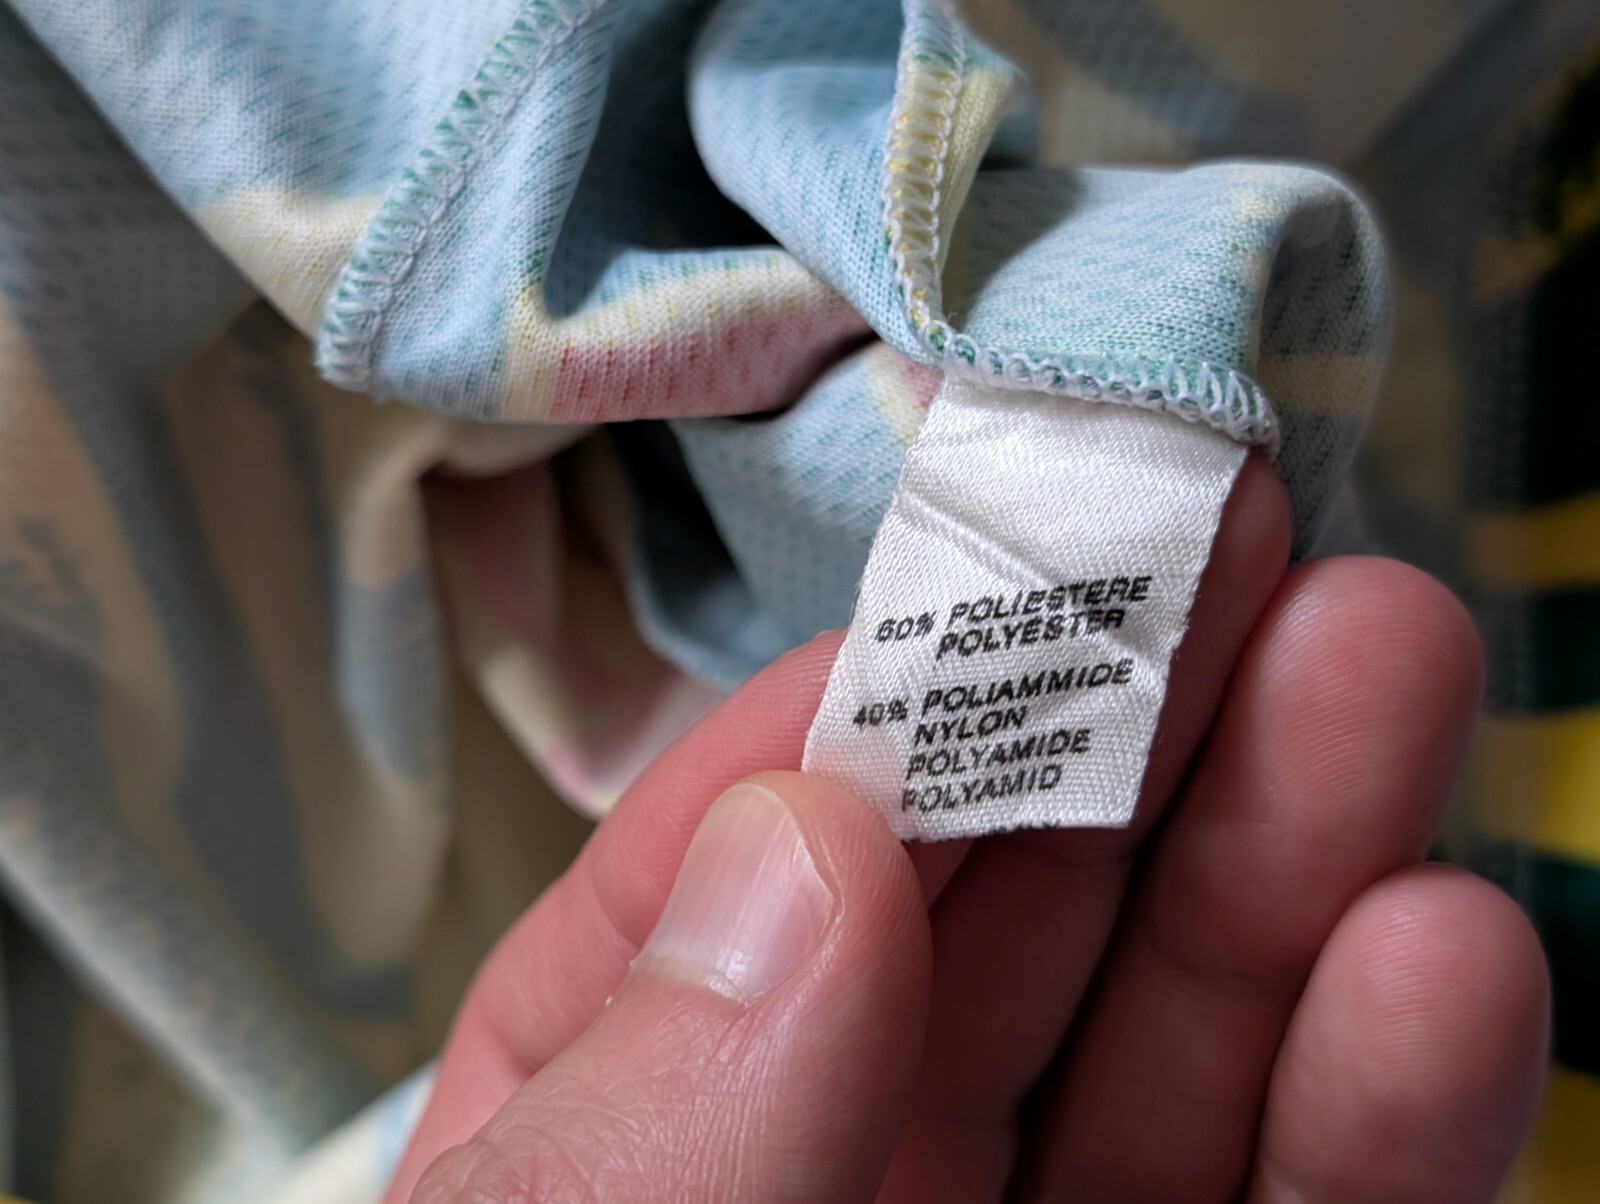 60% POLIESTERE
POLYESTER
40% POLIAMMIDE
NYLON
POLYAMIDE
POLYAMID